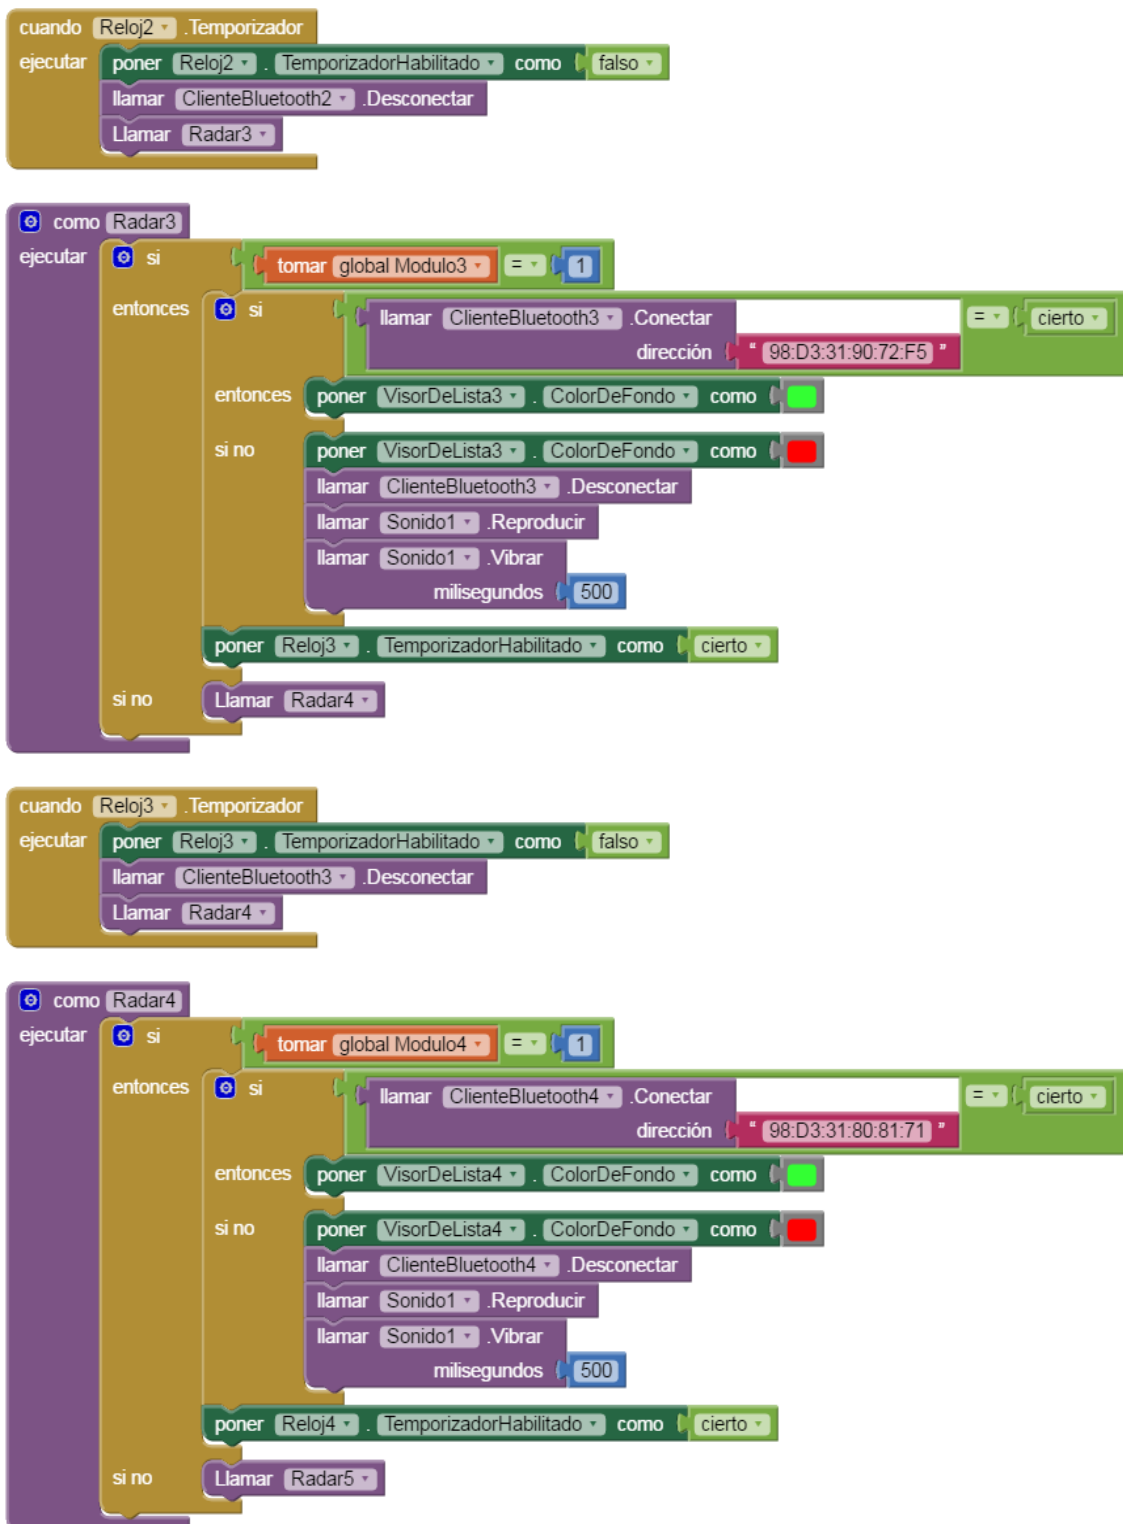 cuando Reloj2 .Temporizador
ejecutar poner Reloj2 . TemporizadorHabilitado como falso
llamar ClienteBluetooth2 .Desconectar
Llamar Radar3
como Radar3
ejecutar si tomar global Modulo3 = 1
entonces si llamar ClienteBluetooth3 .Conectar = cierto
dirección " 98:D3:31:90:72:F5 "
entonces poner VisorDeLista3 . ColorDeFondo como
si no poner VisorDeLista3 . ColorDeFondo como
llamar ClienteBluetooth3 .Desconectar
llamar Sonido1 .Reproducir
llamar Sonido1 .Vibrar
milisegundos 500
poner Reloj3 . TemporizadorHabilitado como cierto
si no Llamar Radar4
cuando Reloj3 .Temporizador
ejecutar poner Reloj3 . TemporizadorHabilitado como falso
llamar ClienteBluetooth3 .Desconectar
Llamar Radar4
como Radar4
ejecutar si tomar global Modulo4 = 1
entonces si llamar ClienteBluetooth4 .Conectar = cierto
dirección " 98:D3:31:80:81:71 "
entonces poner VisorDeLista4 . ColorDeFondo como
si no poner VisorDeLista4 . ColorDeFondo como
llamar ClienteBluetooth4 .Desconectar
llamar Sonido1 .Reproducir
llamar Sonido1 .Vibrar
milisegundos 500
poner Reloj4 . TemporizadorHabilitado como cierto
si no Llamar Radar5